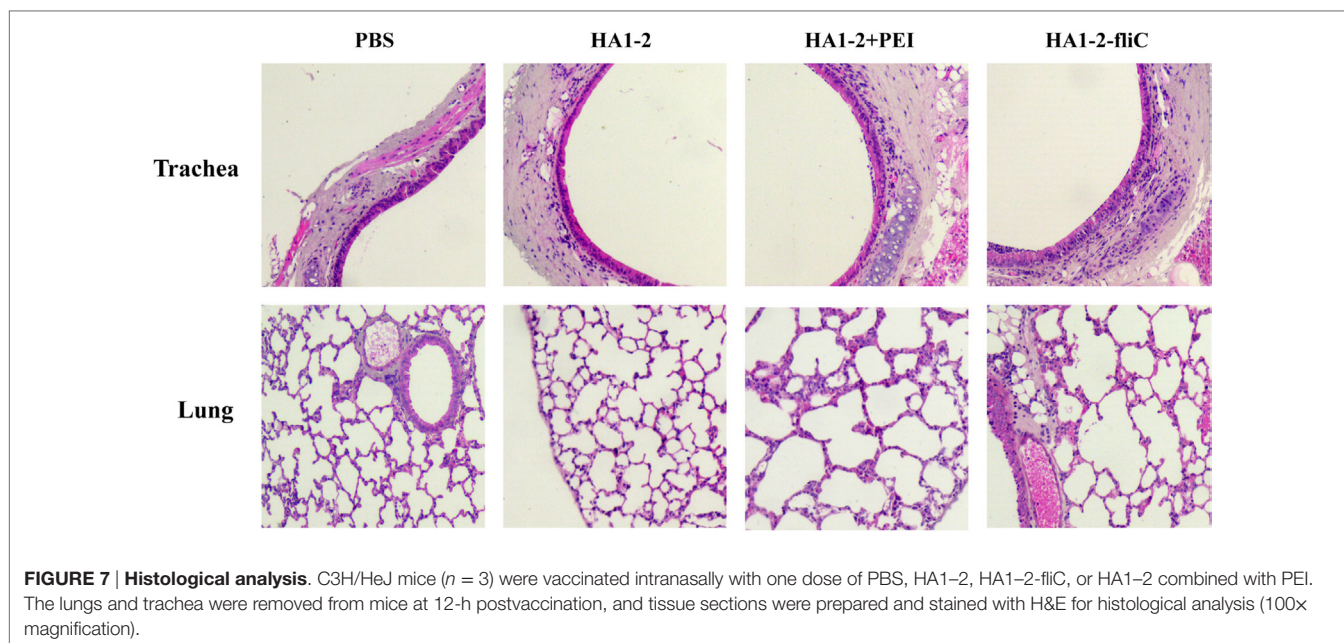 PBS HA1-2 HA1-2+PEI HA1-2-fliC
Trachea
Lung
FIGURE 7 | Histological analysis. C3H/HeJ mice (n = 3) were vaccinated intranasally with one dose of PBS, HA1–2, HA1–2-fliC, or HA1–2 combined with PEI.
The lungs and trachea were removed from mice at 12-h postvaccination, and tissue sections were prepared and stained with H&E for histological analysis (100×
magnification).